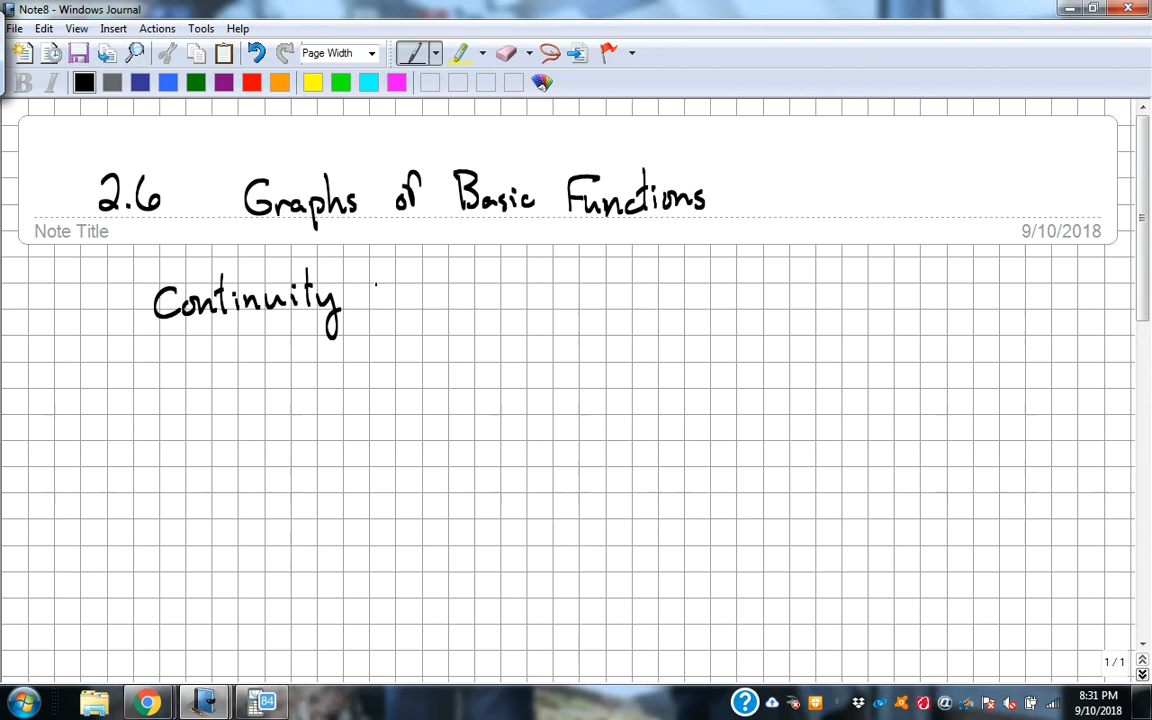 Note8 - Windows Journal
File Edit View Insert Actions Tools Help
Page Width
B I
2.6 Graphs of Basic Functions
Note Title 9/10/2018
Continuity
1 / 1
84
8:31 PM
9/10/2018